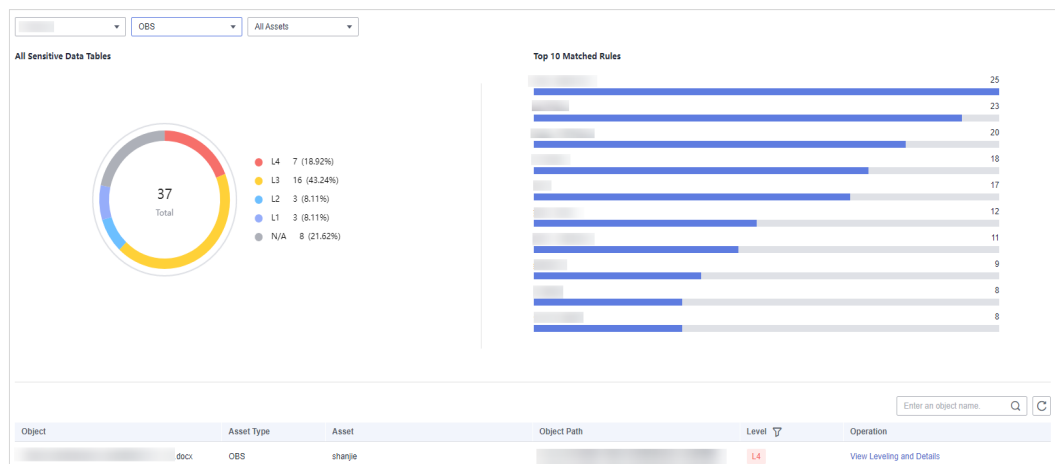 OBS All Assets
All Sensitive Data Tables Top 10 Matched Rules
25
23
20
18
17
12
11
9
8
8
37
Total
L4 7 (18.92%)
L3 16 (43.24%)
L2 3 (8.11%)
L1 3 (8.11%)
N/A 8 (21.62%)
Enter an object name.
Object Asset Type Asset Object Path Level Operation
.docx OBS shanjie L4 View Leveling and Details